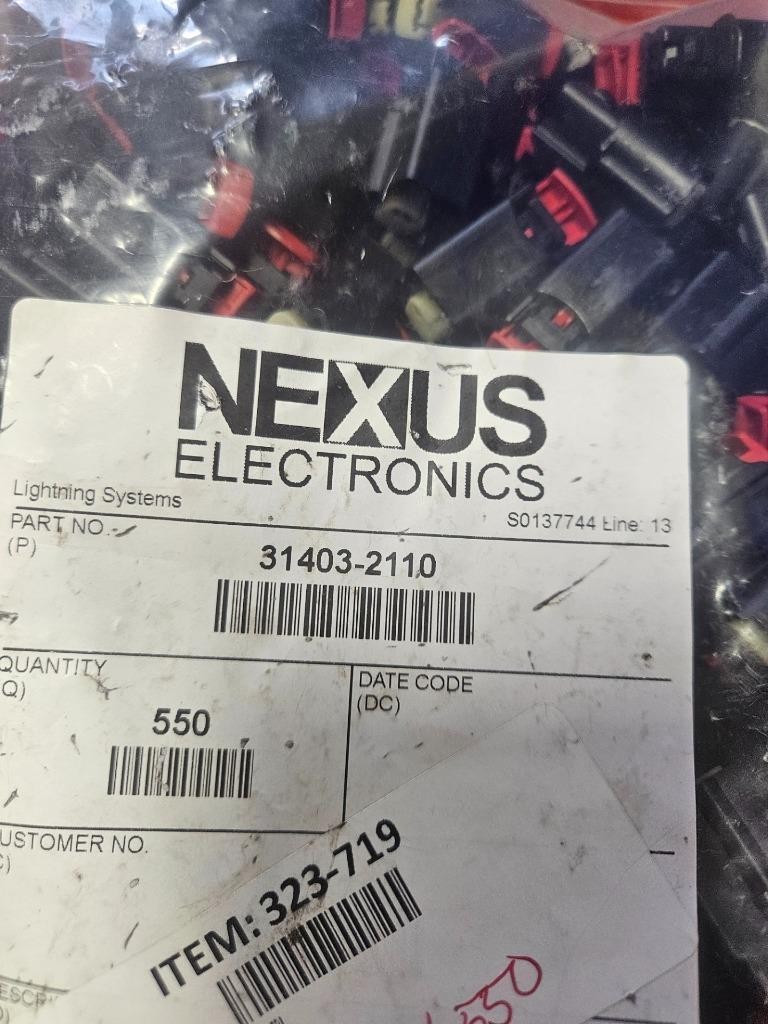 NEXUS
ELECTRONICS
Lightning Systems
S0137744 Line: 13
PART NO.
(P)
31403-2110
QUANTITY
Q)
550
DATE CODE
(DC)
USTOMER NO.
ITEM: 323-719
550